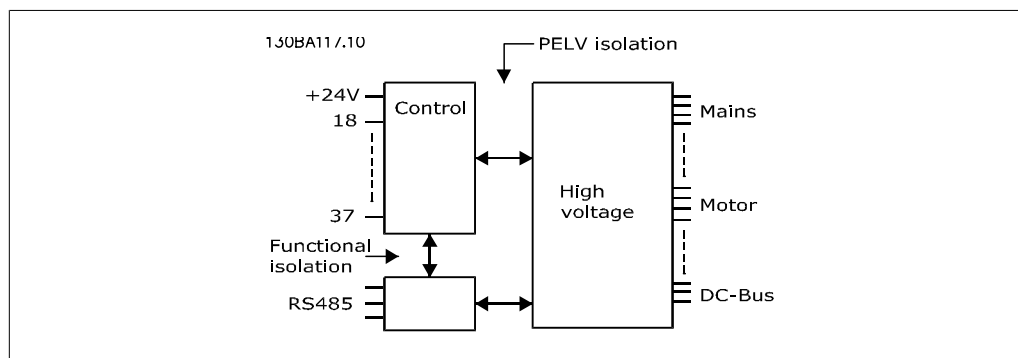 130BA117.10
PELV isolation
+24V
Control
18
Mains
High
voltage
37
Motor
Functional
isolation
RS485
DC-Bus